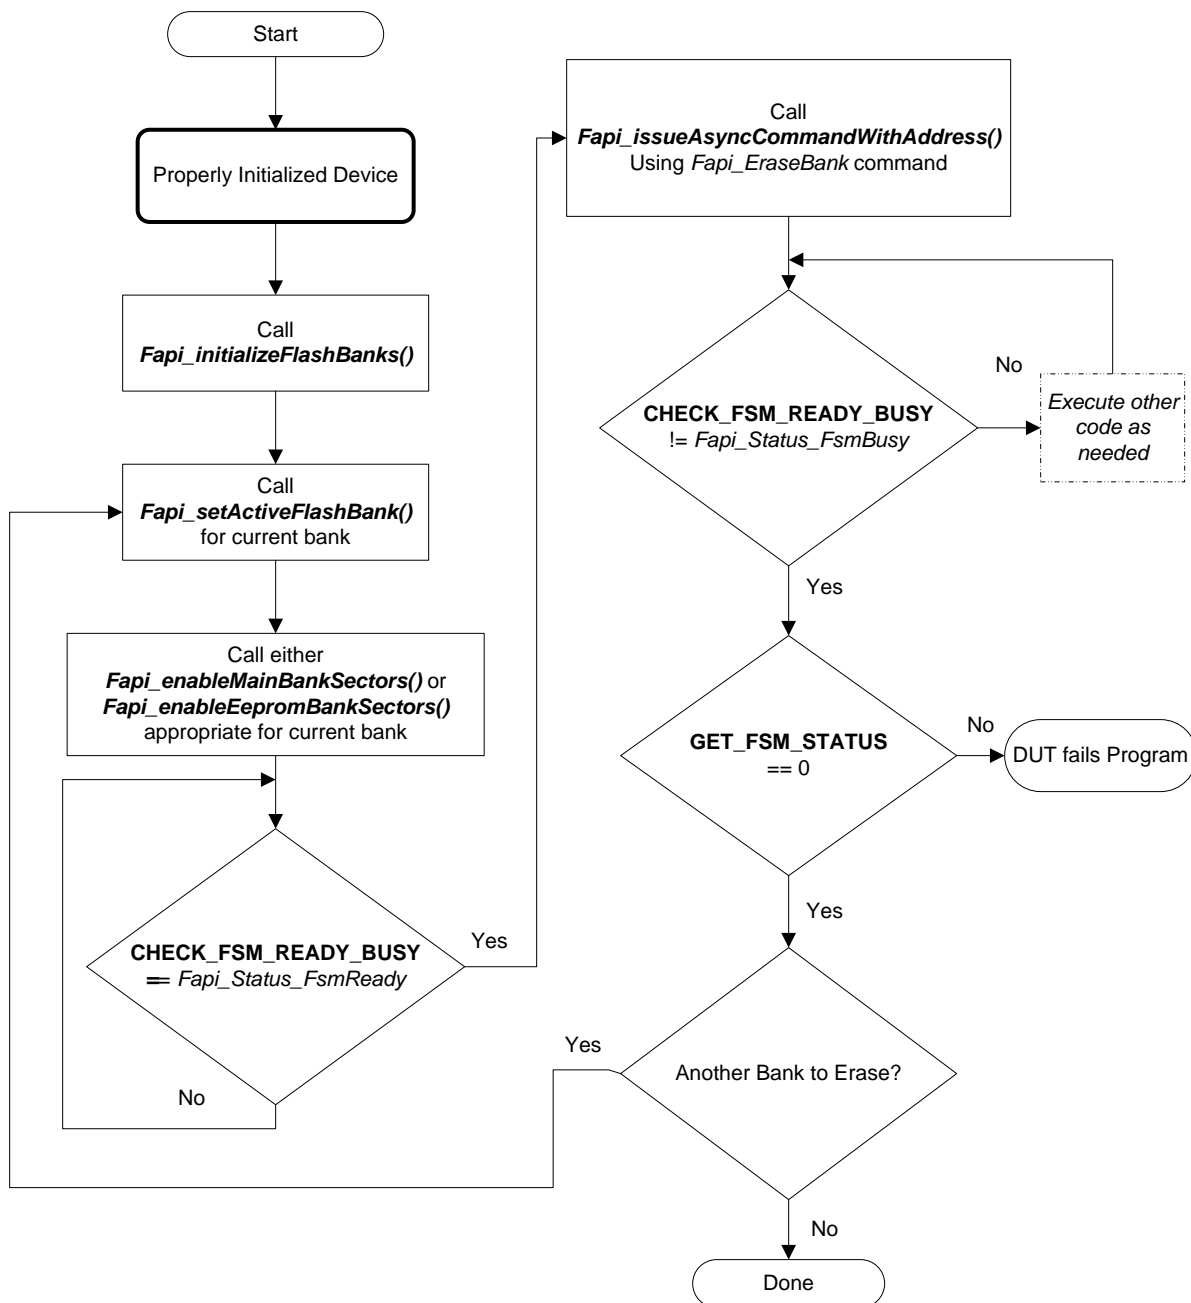 Start
Properly Initialized Device
Call
Fapi_initializeFlashBanks()
Call
Fapi_setActiveFlashBank()
for current bank
Call either
Fapi_enableMainBankSectors() or
Fapi_enableEepromBankSectors()
appropriate for current bank
CHECK_FSM_READY_BUSY
== Fapi_Status_FsmReady
Yes
No
Call
Fapi_issueAsyncCommandWithAddress()
Using Fapi_EraseBank command
CHECK_FSM_READY_BUSY
!= Fapi_Status_FsmBusy
No
Execute other
code as
needed
Yes
GET_FSM_STATUS
== 0
No
DUT fails Program
Yes
Another Bank to Erase?
Yes
No
Done